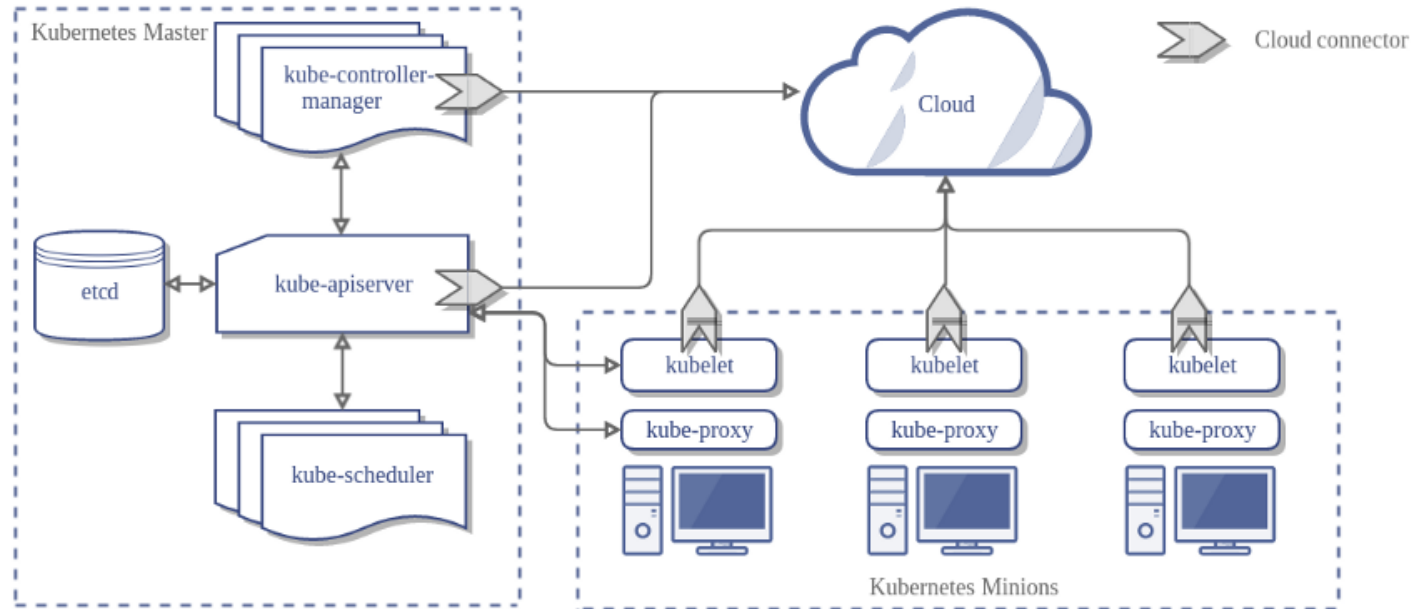 Kubernetes Master
kube-controller-
manager
Cloud connector
Cloud
etcd
kube-apiserver
kubelet
kubelet
kubelet
kube-proxy
kube-proxy
kube-proxy
kube-scheduler
Kubernetes Minions